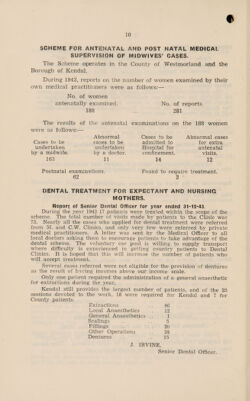 10
SCHEME FOR ANTENATAL AND POST NATAL MEDICAL
SUPERVISION OF MIDWIVES' CASES.
The Scheme operates in the County of Westmorland and the
Borough of Kendal.
During 1943, reports on the number of women examined by their
own medical practitioners were as follows:—
No. of women
antenatally examined. No. of reports.
188 281
The results of the antenatal examinations on the 188 women
were as follows:—
Cases to be undertaken by a midwife. Abnormal cases to be undertaken by a doctor. Cases to be admitted to Hospital for confinement. Abnormal cases for extra antenatal visits.
163 11 14 12
Postnatal examinations. Found to require treatment.
62 2
DENTAL TREATMENT FOR EXPECTANT AND NURSING
MOTHERS.
Report of Senior Dental Officer for year ended 31-12-43.
During the year 1943 17 patients were treated within the scope of the
scheme. The total number of visits made by patients to the Clinic was
73. Nearly all the cases who applied for dental treatment were referred
from M. and C.W. Clinics, and only very few were referred by private
medical practitioners. A letter was sent by the Medical Officer to all
local doctors asking them to encourage patients to take advantage of the
dental scheme. The voluntary car pool is willing to supply transport
where difficulty is experienced in getting country patients to Dental
Clinics. It is hoped that this will increase the number of patients who
will accept treatment.
Several cases referred were not eligible for the provision of dentures
as the result of having incomes above our income scale.
Only one patient required the administration of a general anaesthetic
for extractions during the year.
Kendal still provides the largest number of patients, and of the 23
sessions devoted to the work, 16 were required for Kendal and 7 for
County patients.
Extractions 86
Local Anaesthetics 12
General Anaesthetics 1
Scalings 5
Fillings 20
Other Operations 28
Dentures 15
J. IRVINE,
Senior Dental Officer.